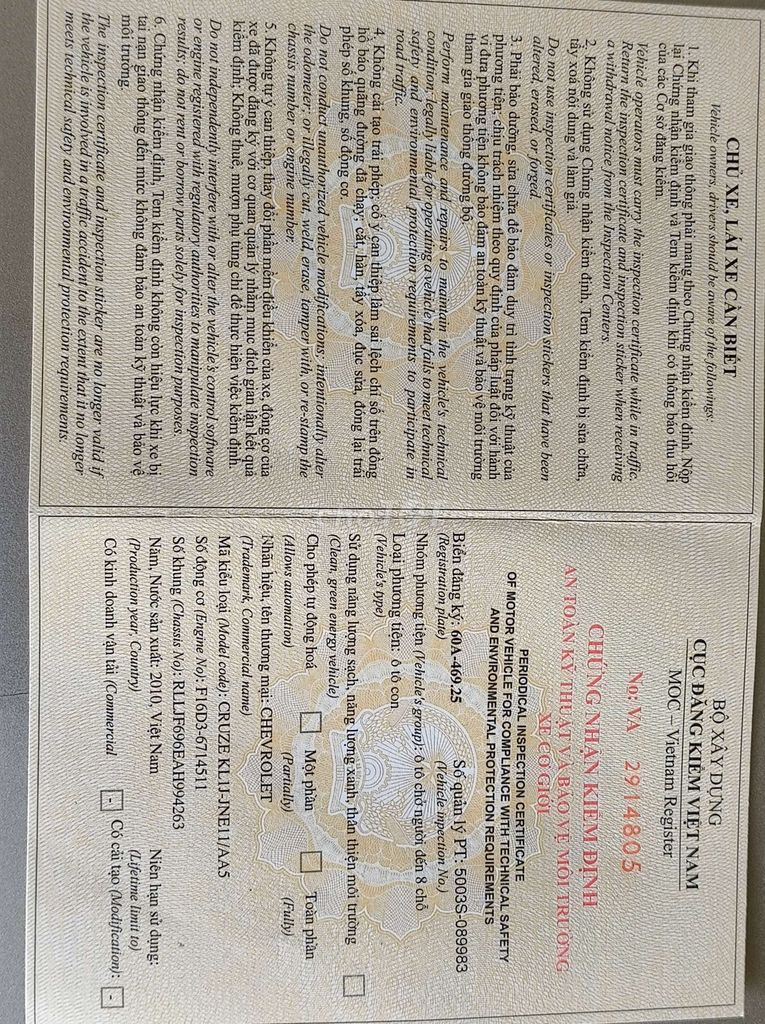 CHỦ XE, LÁI XE CẦN BIẾT
Vehicle owners, drivers should be aware of the followings:
1. Khi tham gia giao thông phải mang theo Chứng nhận kiểm định. Nộp
lại Chứng nhận kiểm định và Tem kiểm định khi có thông báo thu hồi
của các Cơ sở đăng kiểm.
Vehicle operators must carry the inspection certificate while in traffic.
Return the inspection certificate and inspection sticker when receiving
a withdrawal notice from the Inspection Centers.
2. Không sử dụng Chứng nhận kiểm định, Tem kiểm định bị sửa chữa,
tẩy xoá nội dung và làm giả.
Do not use inspection certificates or inspection stickers that have been
altered, erased, or forged.
3. Phải bảo dưỡng, sửa chữa để bảo đảm duy trì tình trạng kỹ thuật của
phương tiện; chịu trách nhiệm theo quy định của pháp luật đối với hành
vi đưa phương tiện không bảo đảm an toàn kỹ thuật và bảo vệ môi trường
tham gia giao thông đường bộ.
Perform maintenance and repairs to maintain the vehicle's technical
condition; legally liable for operating a vehicle that fails to meet technical
safety and environmental protection requirements to participate in
road traffic.
4. Không cải tạo trái phép; cố ý can thiệp làm sai lệch chỉ số trên đồng
hồ báo quãng đường đã chạy; cắt, hàn, tẩy xóa, đục sửa, đóng lại trái
phép số khung, số động cơ.
Do not conduct unauthorized vehicle modifications; intentionally alter
the odometer; or illegally cut, weld, erase, tamper with, or re-stamp the
chassis number or engine number.
5. Không tự ý can thiệp, thay đổi phần mềm điều khiển của xe, động cơ của
xe đã được đăng ký với cơ quan quản lý nhằm mục đích gian lận kết quả
kiểm định; Không thuê, mượn phụ tùng chỉ để thực hiện việc kiểm định.
Do not independently interfere with or alter the vehicle's control software
or engine registered with regulatory authorities to manipulate inspection
results; do not rent or borrow parts solely for inspection purposes.
6. Chứng nhận kiểm định, Tem kiểm định không còn hiệu lực khi xe bị
tai nạn giao thông đến mức không đảm bảo an toàn kỹ thuật và bảo vệ
môi trường.
The inspection certificate and inspection sticker are no longer valid if
the vehicle is involved in a traffic accident to the extent that it no longer
meets technical safety and environmental protection requirements.
BỘ XÂY DỰNG
CỤC ĐĂNG KIỂM VIỆT NAM
MOC – Vietnam Register
No: VA 2914805
CHỨNG NHẬN KIỂM ĐỊNH
AN TOÀN KỸ THUẬT VÀ BẢO VỆ MÔI TRƯỜNG
XE CƠ GIỚI
PERIODICAL INSPECTION CERTIFICATE
OF MOTOR VEHICLE FOR COMPLIANCE WITH TECHNICAL SAFETY
AND ENVIRONMENTAL PROTECTION REQUIREMENTS
Biển đăng ký: 60A-469.25 Số quản lý PT: 5003S-089983
(Registration plate) (Vehicle inpection No.)
Nhóm phương tiện (Vehicle's group): ô tô chở người đến 8 chỗ
Loại phương tiện: ô tô con
(Vehicle's type)
Sử dụng năng lượng sạch, năng lượng xanh, thân thiện môi trường
(Clean, green energy vehicle)
Cho phép tự động hoá Một phần Toàn phần
(Allows automation) (Partially) (Fully)
Nhãn hiệu, tên thương mại: CHEVROLET
(Trademark, Commercial name)
Mã kiểu loại (Model code): CRUZE KL1J-JNE11/AA5
Số động cơ (Engine No): F16D3-6714511
Số khung (Chassis No): RLLJF696EAH994263
Năm, Nước sản xuất: 2010, Việt Nam Niên hạn sử dụng:
(Production year, Country) (Lifetime limit to)
Có kinh doanh vận tải (Commercial - Có cải tạo (Modification): -